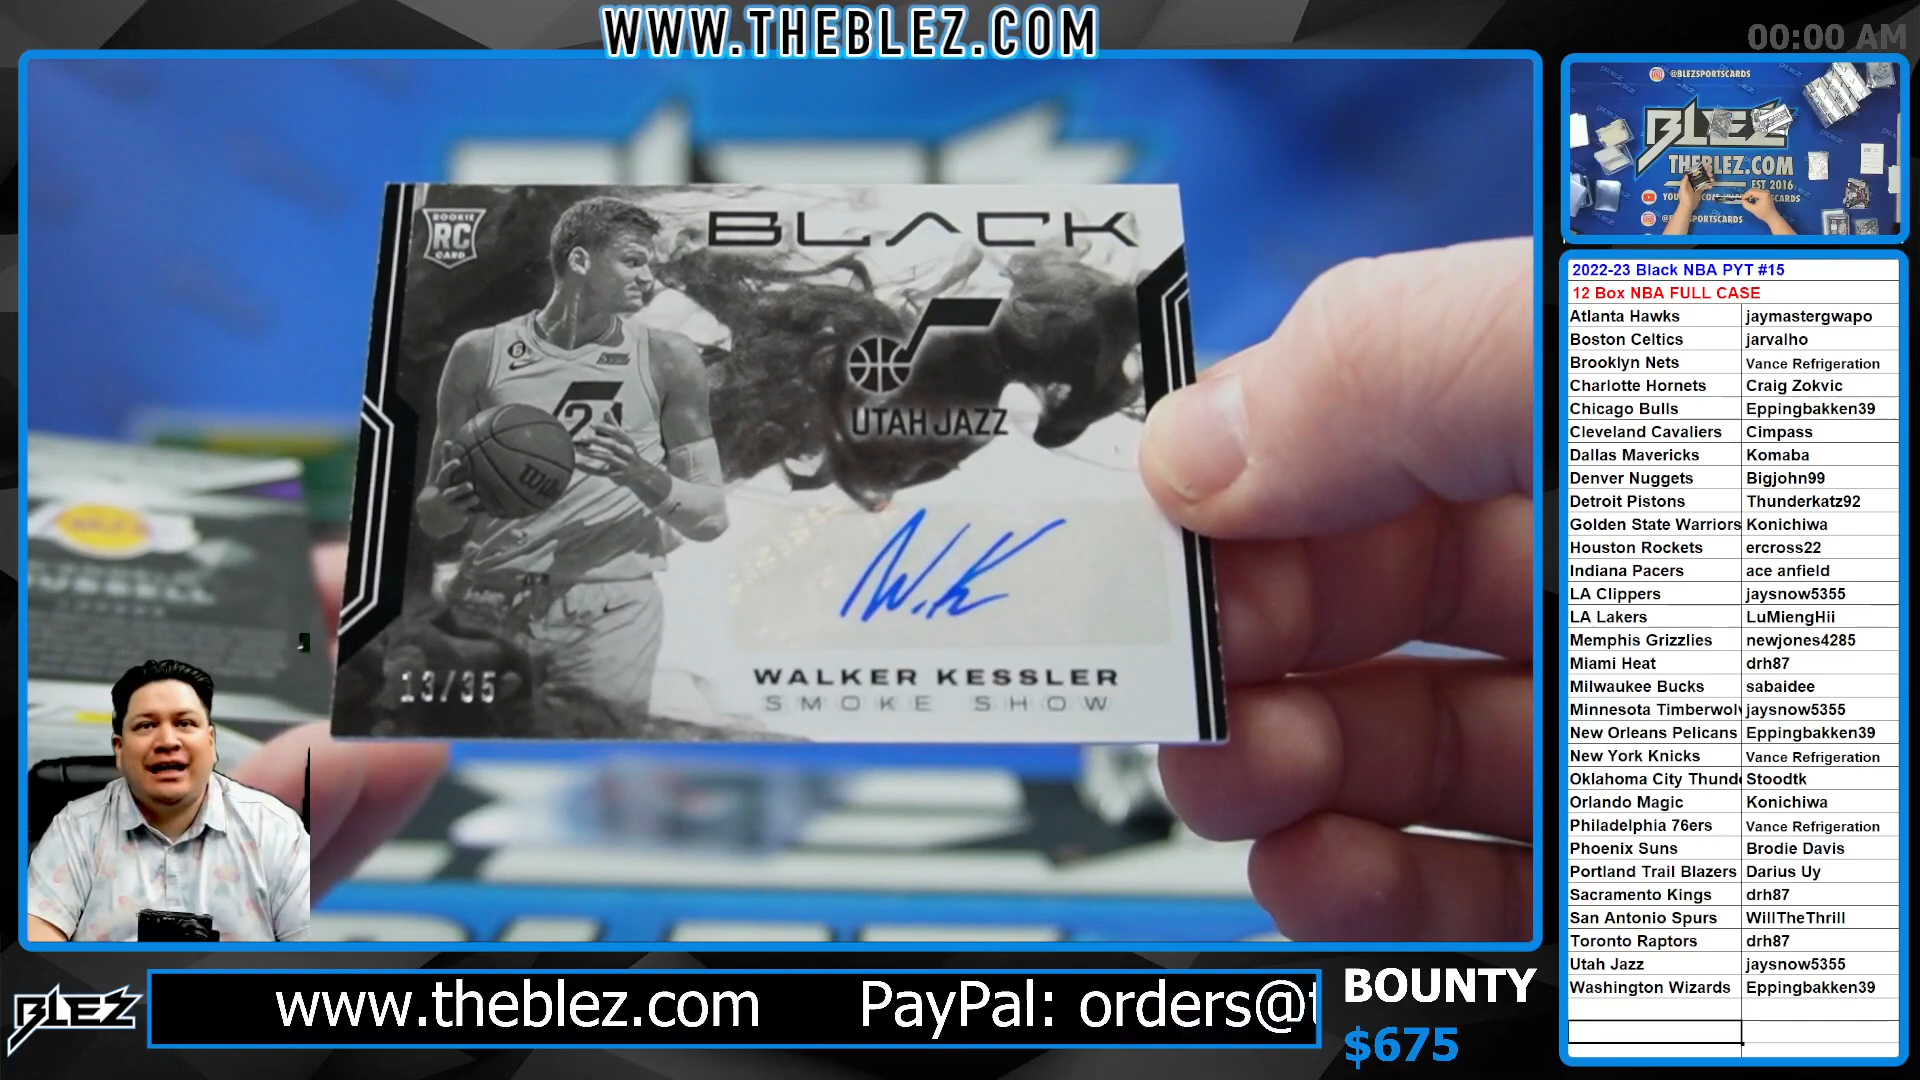 WWW.THEBLEZ.COM
00:00 AM
ROOKIE
RC
CARD
BLACK
6
UTAH JAZZ
W.K
WALKER KESSLER
SMOKE SHOW
13/35
@BLEZSPORTSCARDS
BLEZ
THEBLEZ.COM
EST 2016
2022-23 Black NBA PYT #15
12 Box NBA FULL CASE
Atlanta Hawks jaymastergwapo
Boston Celtics jarvalho
Brooklyn Nets Vance Refrigeration
Charlotte Hornets Craig Zokvic
Chicago Bulls Eppingbakken39
Cleveland Cavaliers Cimpass
Dallas Mavericks Komaba
Denver Nuggets Bigjohn99
Detroit Pistons Thunderkatz92
Golden State Warriors Konichiwa
Houston Rockets ercross22
Indiana Pacers ace anfield
LA Clippers jaysnow5355
LA Lakers LuMiengHii
Memphis Grizzlies newjones4285
Miami Heat drh87
Milwaukee Bucks sabaidee
Minnesota Timberwolv jaysnow5355
New Orleans Pelicans Eppingbakken39
New York Knicks Vance Refrigeration
Oklahoma City Thund Stoodtk
Orlando Magic Konichiwa
Philadelphia 76ers Vance Refrigeration
Phoenix Suns Brodie Davis
Portland Trail Blazers Darius Uy
Sacramento Kings drh87
San Antonio Spurs WillTheThrill
Toronto Raptors drh87
Utah Jazz jaysnow5355
Washington Wizards Eppingbakken39
BLEZ
www.theblez.com PayPal: orders@t
BOUNTY
$675